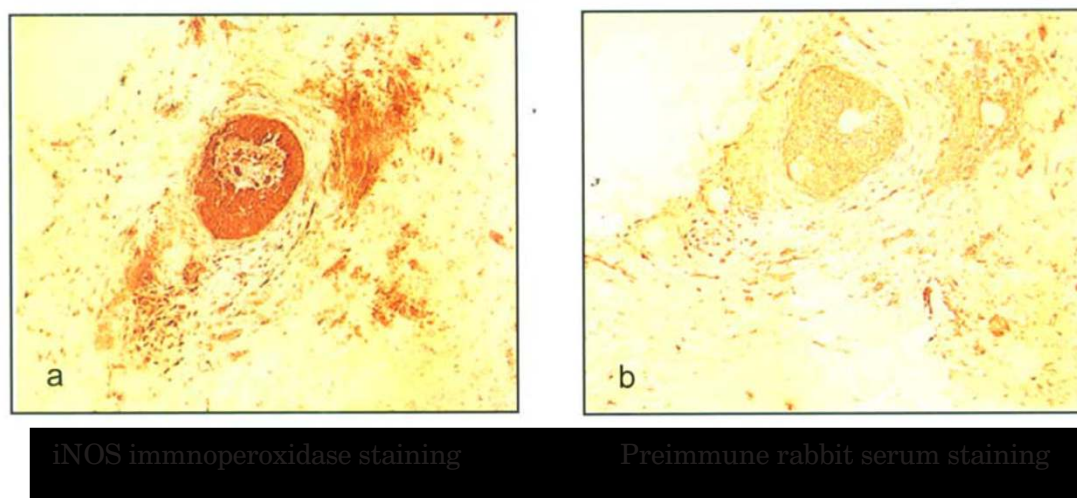 a
b
iNOS immnoperoxidase staining
Preimmune rabbit serum staining